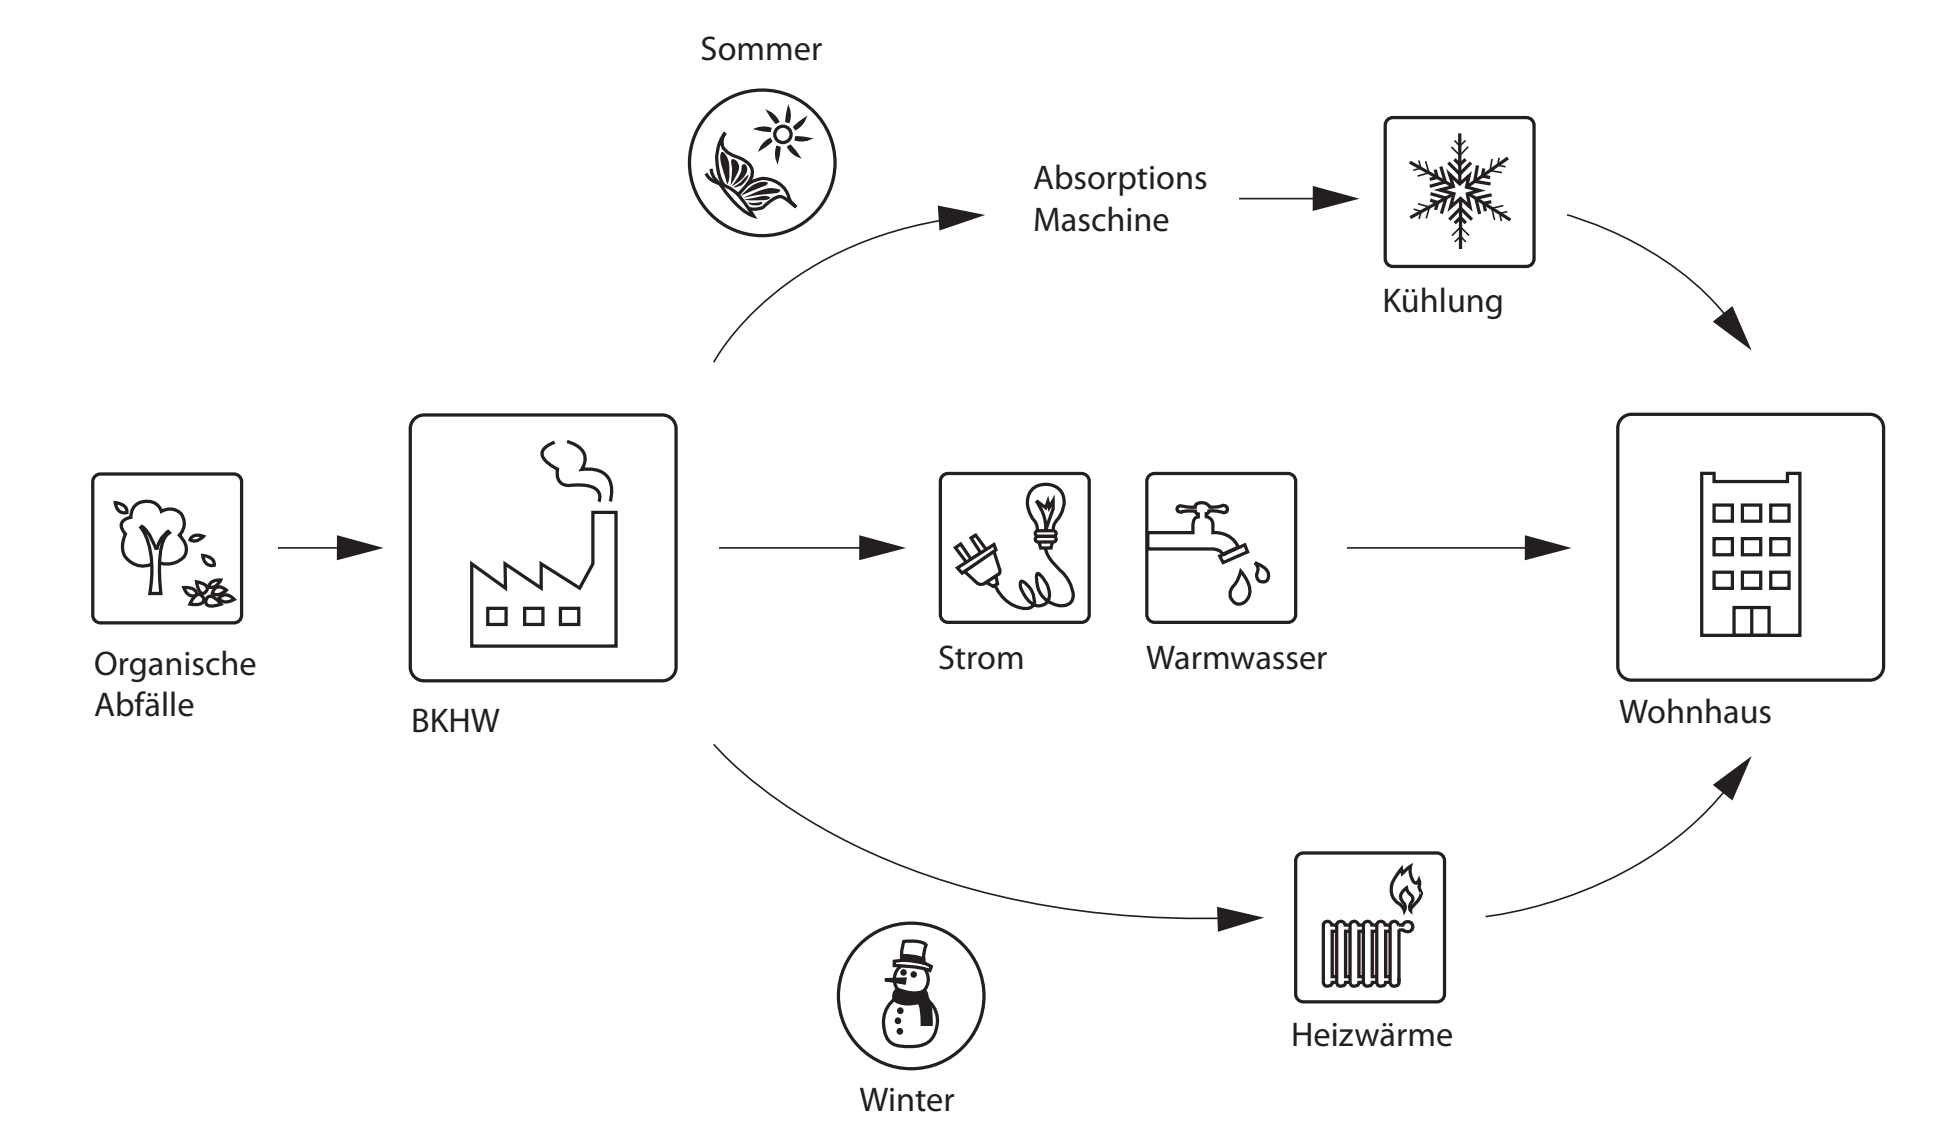 Sommer
Absorptions
Maschine
Kühlung
Organische
Abfälle
BKHW
Strom
Warmwasser
Wohnhaus
Heizwärme
Winter